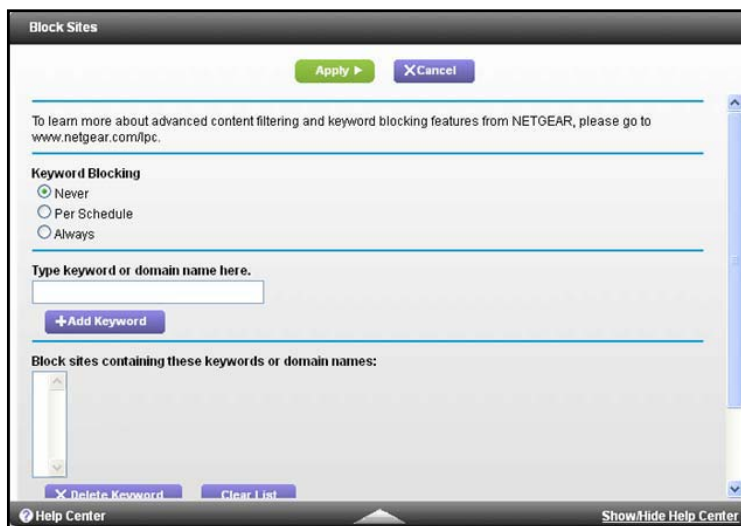 Block Sites
Apply ▶
XCancel
To learn more about advanced content filtering and keyword blocking features from NETGEAR, please go to
www.netgear.com/lpc.
Keyword Blocking
Never
Per Schedule
Always
Type keyword or domain name here.
+Add Keyword
Block sites containing these keywords or domain names:
X Delete Keyword
Clear List
Help Center
Show/Hide Help Center